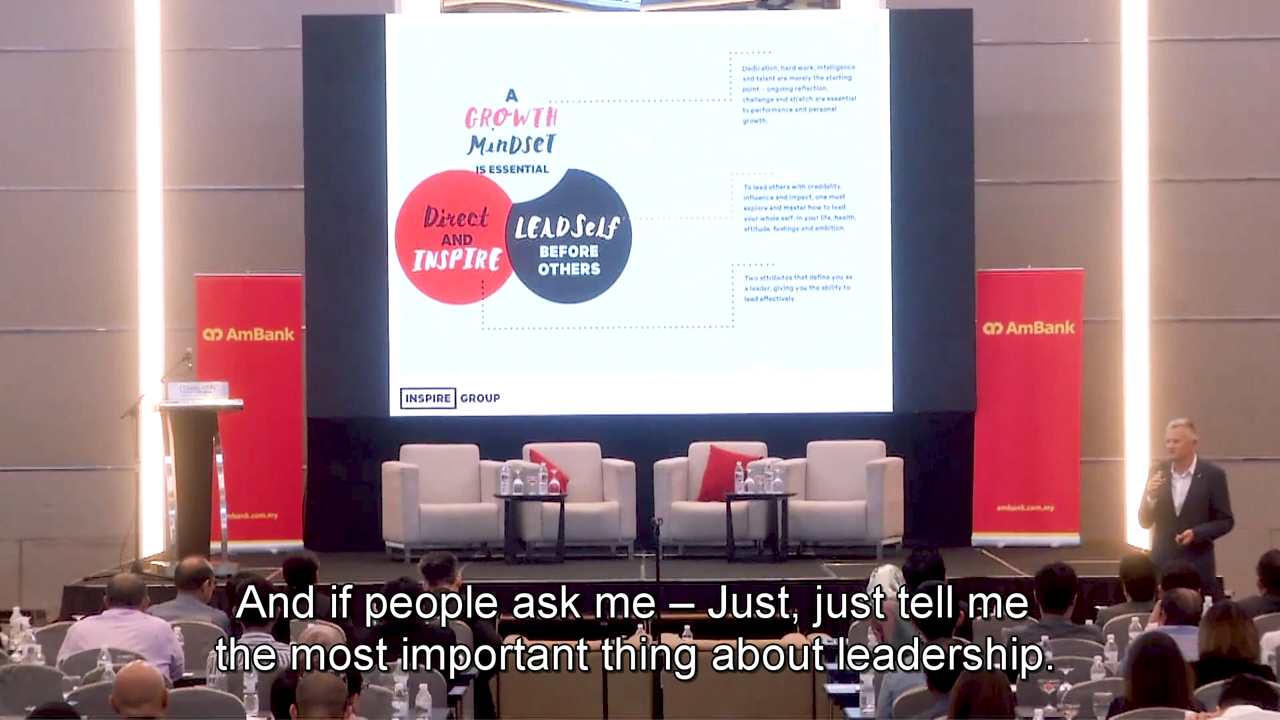 A
GROWTH
MINDSET
IS ESSENTIAL
Direct
AND
INSPIRE
LEAD Self
BEFORE
OTHERS
Dedication, hard work, intelligence
and talent are merely the starting
point - ongoing reflection,
challenge and stretch are essential
to performance and personal
growth.
To lead others with credibility,
influence and impact, one must
explore and master how to lead
your whole self. In your life, health,
attitude, feelings and ambition.
Two attributes that define you as
a leader, giving you the ability to
lead effectively.
INSPIRE GROUP
AmBank
ambank.com.my
AmBank
ambank.com.my
And if people ask me – Just, just tell me
the most important thing about leadership.